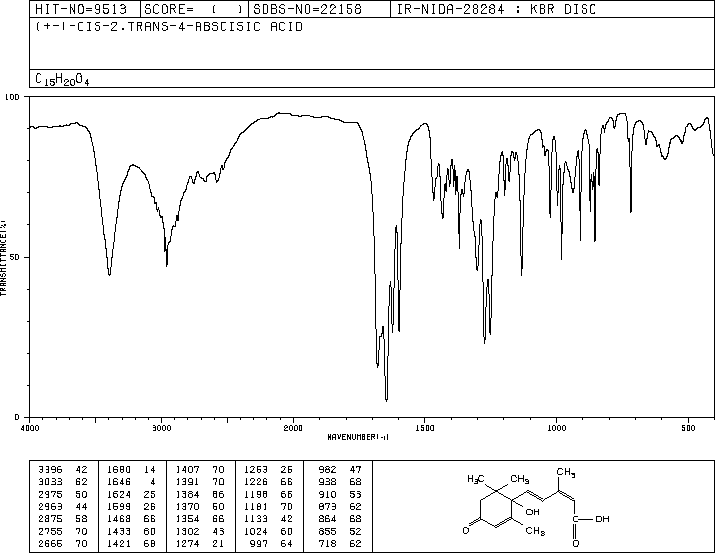 HIT-NO=9513 SCORE= ( ) SDBS-NO=22158 IR-NIDA-28284 : KBR DISC
(+-)-CIS-2,TRANS-4-ABSCISIC ACID
C15H20O4
100
50
0
TRANSMITTANCE(%)
4000 3000 2000 1500 1000 500
WAVENUMBER(-1)
3396 42 1680 14 1407 70 1263 26 982 47
3033 62 1646 4 1391 70 1226 66 938 68
2975 50 1624 25 1384 86 1198 66 910 53
2963 44 1599 26 1370 60 1181 70 873 62
2875 58 1468 66 1354 66 1133 42 864 68
2755 70 1433 60 1302 43 1024 60 855 52
2666 70 1421 68 1274 21 997 64 718 62
H3C CH3 CH3
OH
O CH3 C OH
O